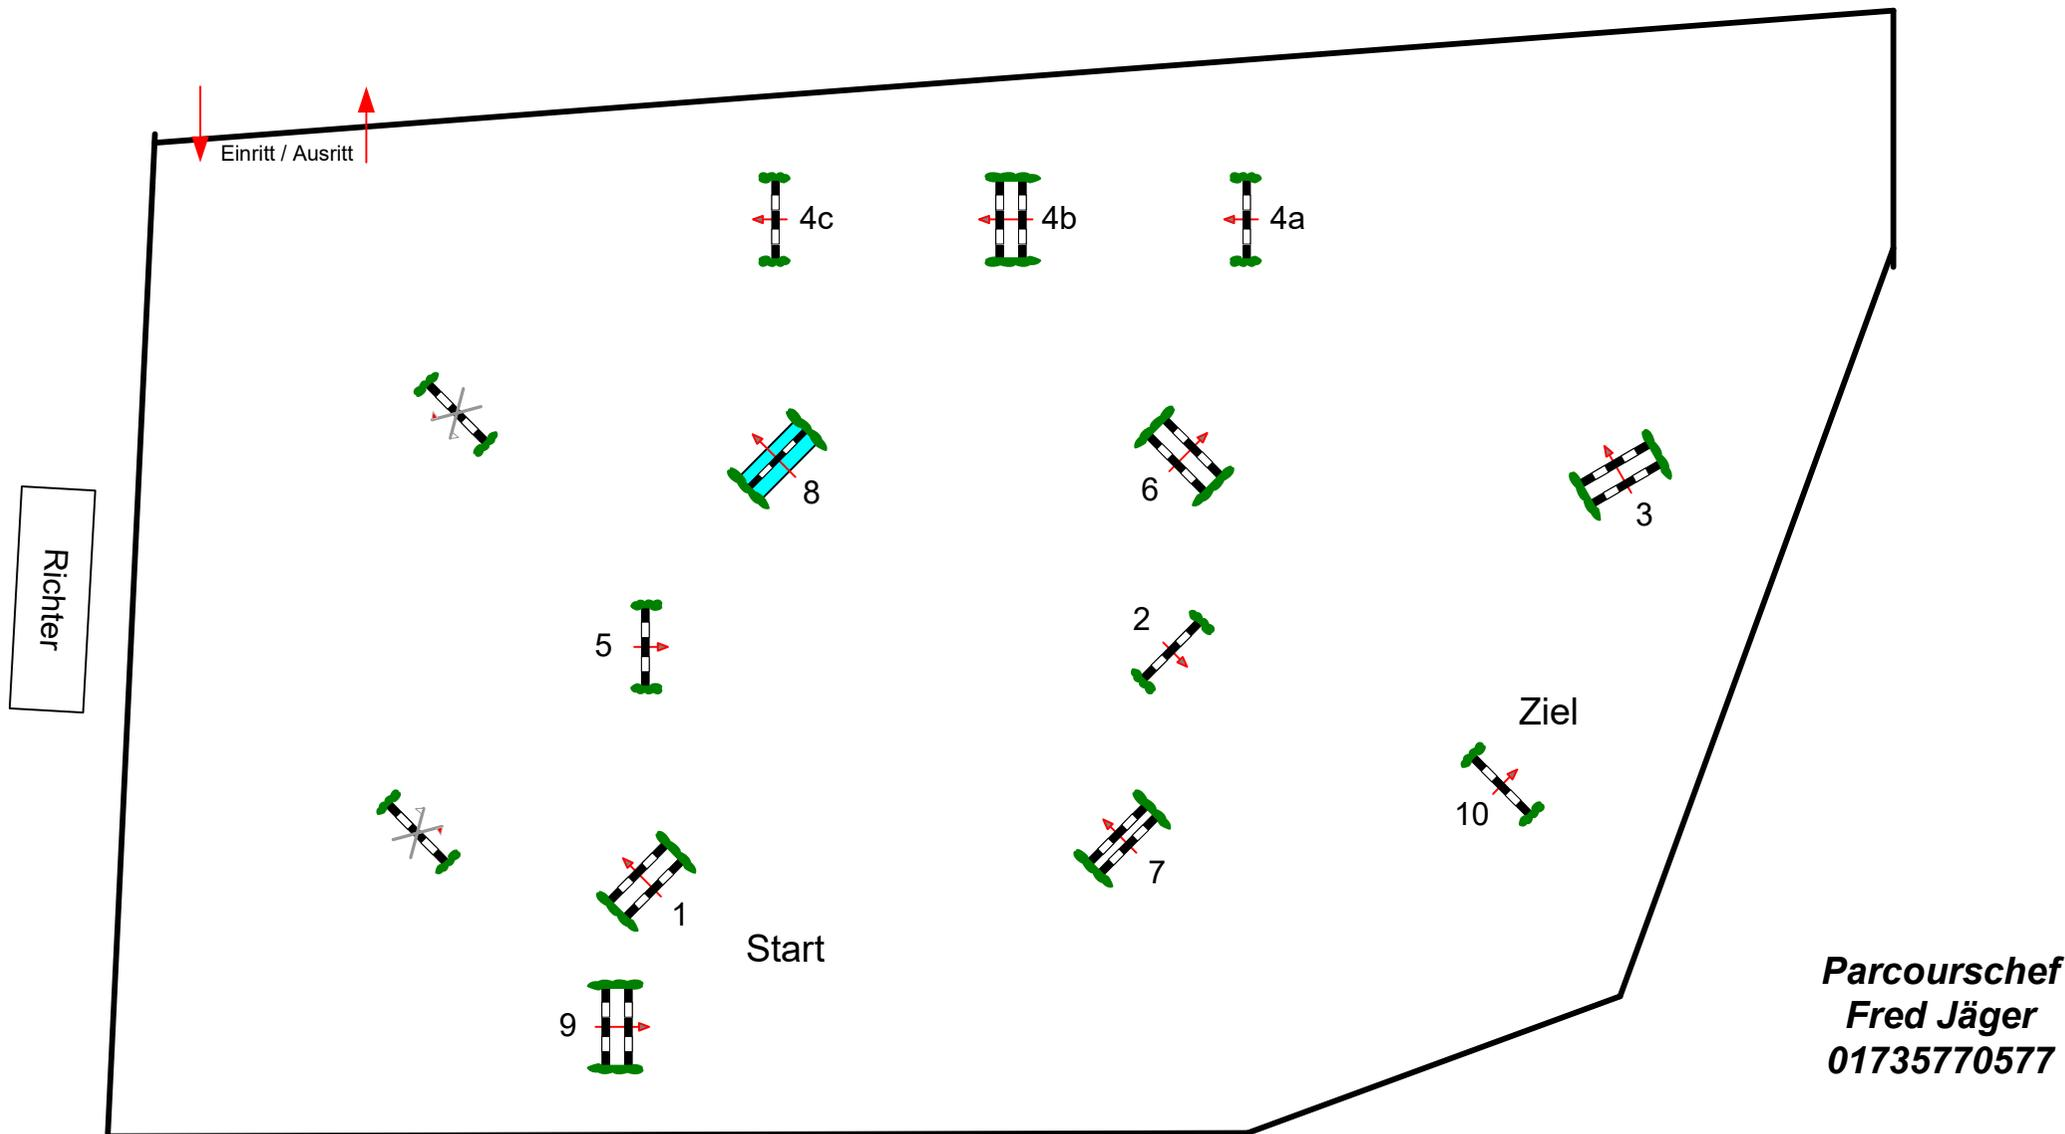 Einritt / Ausritt
4c
4b
4a
8
6
3
Richter
5
2
Ziel
10
7
1
Start
9
Parcourschef
Fred Jäger
01735770577